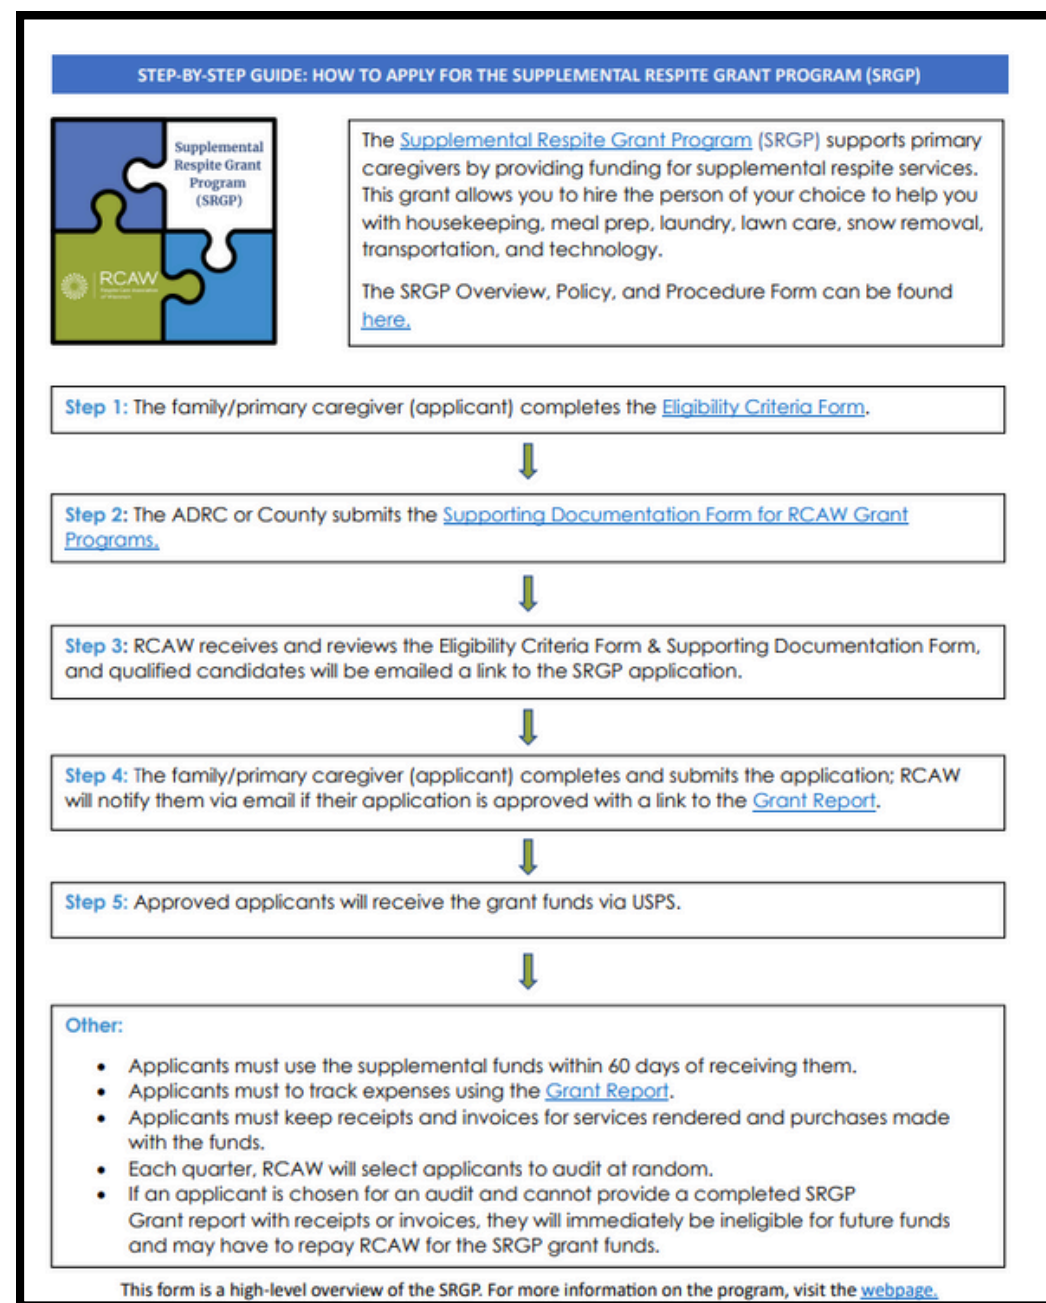 STEP-BY-STEP GUIDE: HOW TO APPLY FOR THE SUPPLEMENTAL RESPITE GRANT PROGRAM (SRGP)
Supplemental
Respite Grant
Program
(SRGP)
RCAW
Respite Care Association
of Wisconsin
The Supplemental Respite Grant Program (SRGP) supports primary
caregivers by providing funding for supplemental respite services.
This grant allows you to hire the person of your choice to help you
with housekeeping, meal prep, laundry, lawn care, snow removal,
transportation, and technology.
The SRGP Overview, Policy, and Procedure Form can be found
here.
Step 1: The family/primary caregiver (applicant) completes the Eligibility Criteria Form.
Step 2: The ADRC or County submits the Supporting Documentation Form for RCAW Grant
Programs.
Step 3: RCAW receives and reviews the Eligibility Criteria Form & Supporting Documentation Form,
and qualified candidates will be emailed a link to the SRGP application.
Step 4: The family/primary caregiver (applicant) completes and submits the application; RCAW
will notify them via email if their application is approved with a link to the Grant Report.
Step 5: Approved applicants will receive the grant funds via USPS.
Other:
• Applicants must use the supplemental funds within 60 days of receiving them.
• Applicants must to track expenses using the Grant Report.
• Applicants must keep receipts and invoices for services rendered and purchases made
with the funds.
• Each quarter, RCAW will select applicants to audit at random.
• If an applicant is chosen for an audit and cannot provide a completed SRGP
Grant report with receipts or invoices, they will immediately be ineligible for future funds
and may have to repay RCAW for the SRGP grant funds.
This form is a high-level overview of the SRGP. For more information on the program, visit the webpage.